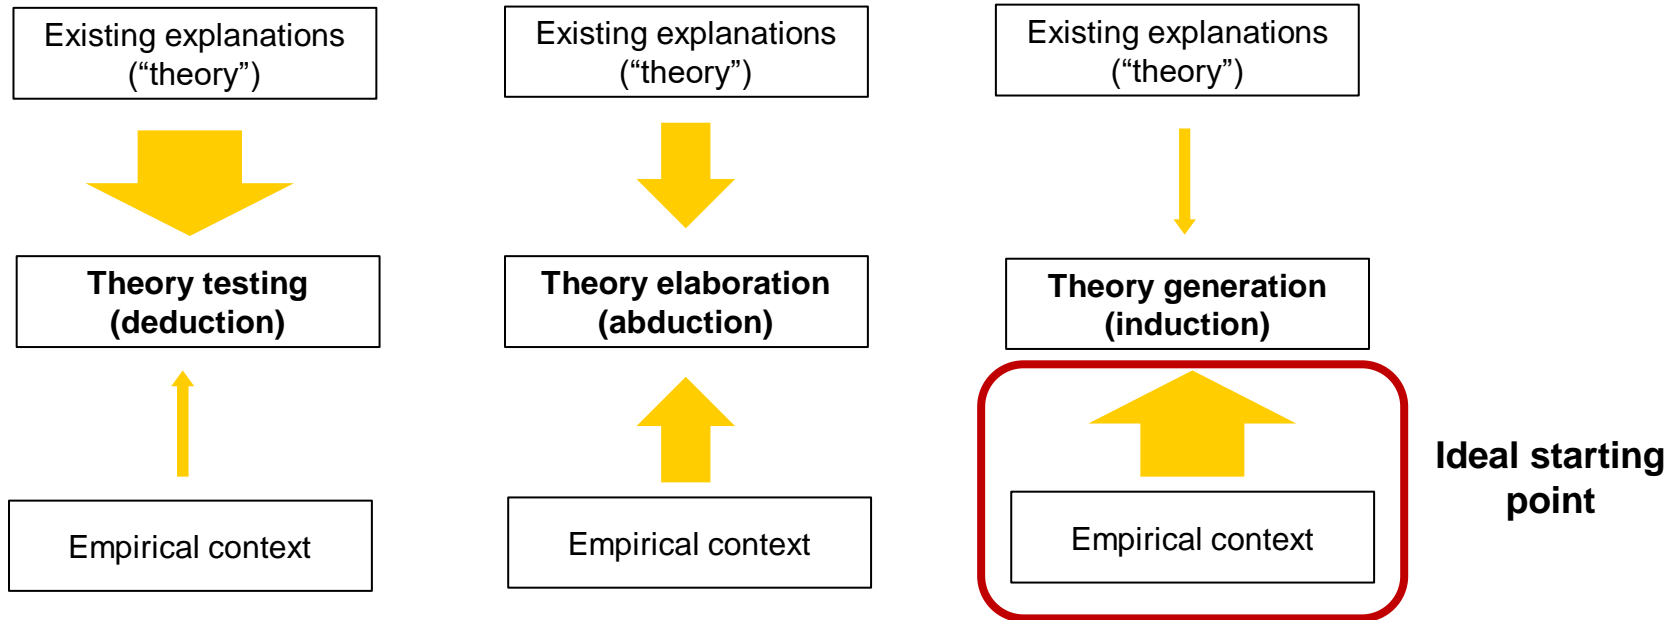 Existing explanations
(“theory”)
Existing explanations
(“theory”)
Existing explanations
(“theory”)
Theory testing
(deduction)
Theory elaboration
(abduction)
Theory generation
(induction)
Empirical context
Empirical context
Empirical context
Ideal starting
point